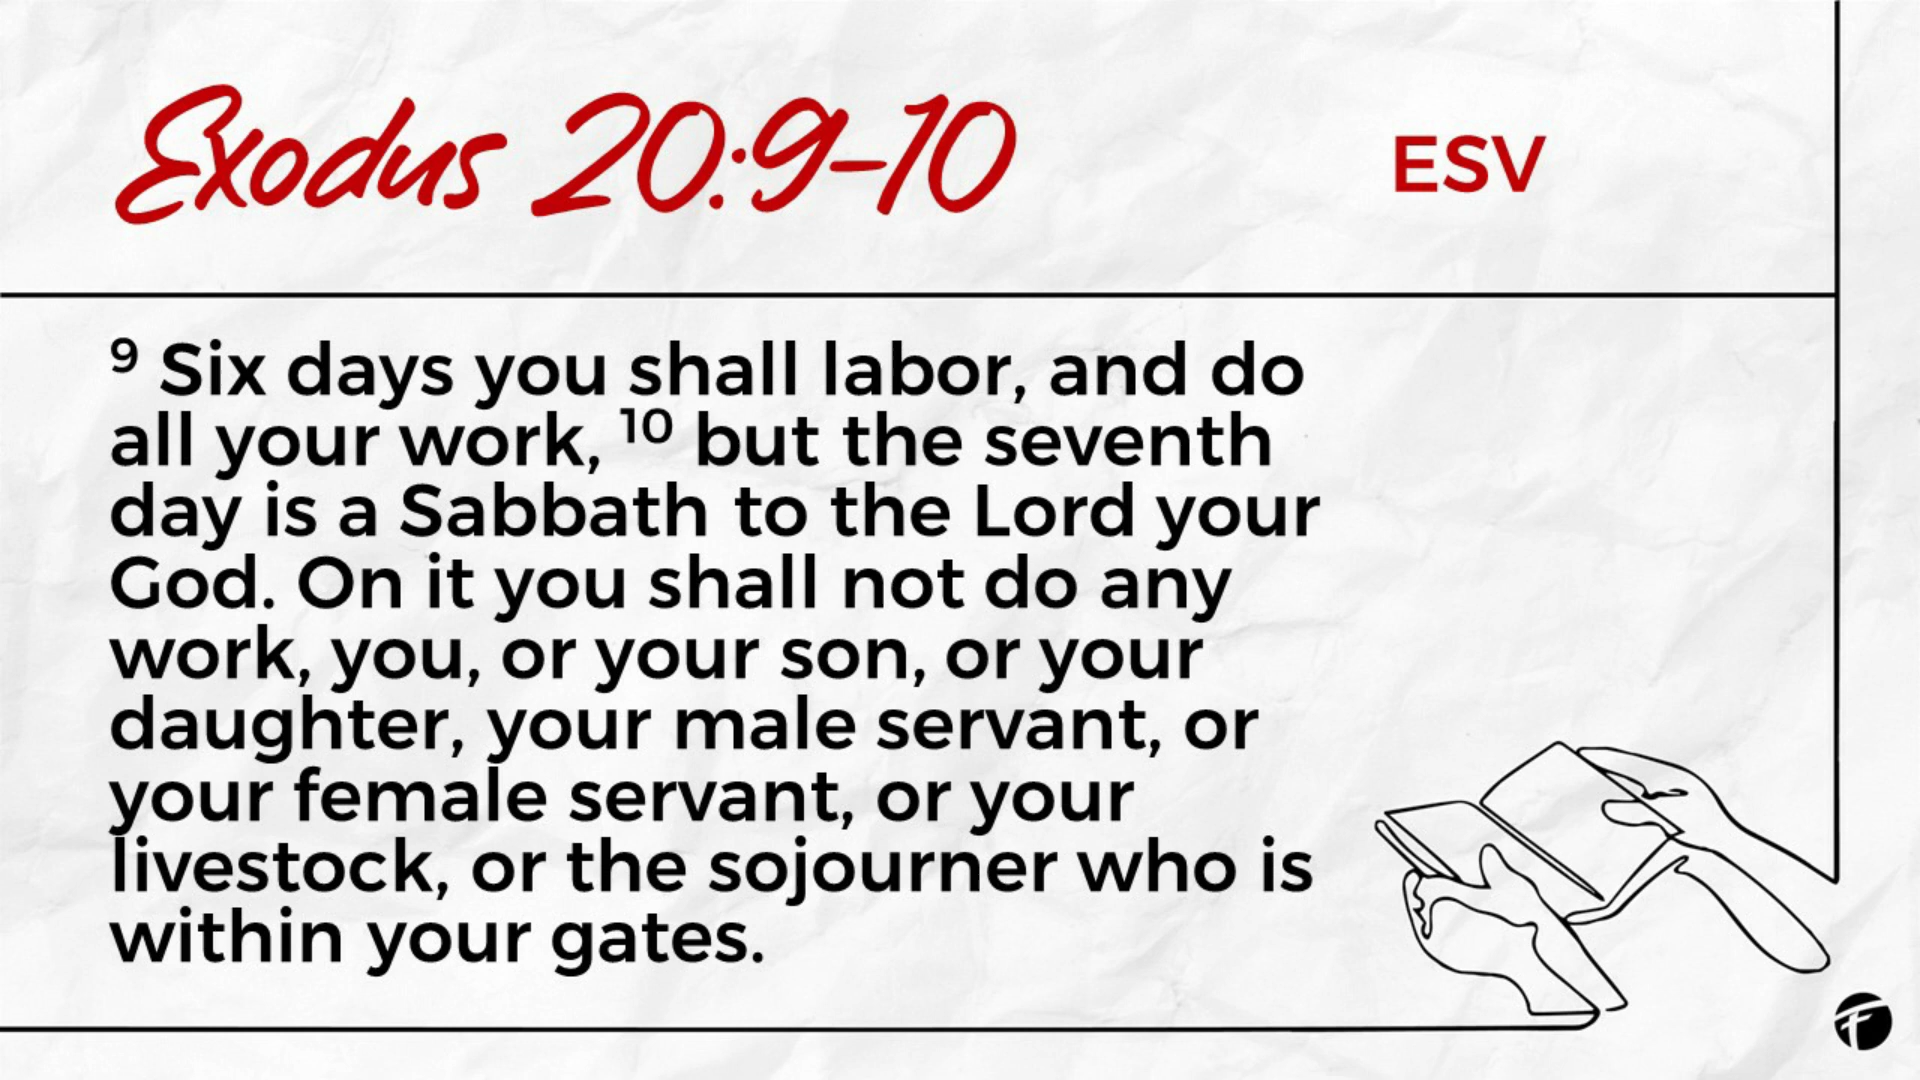 Exodus 20:9-10
ESV
9 Six days you shall labor, and do
all your work, 10 but the seventh
day is a Sabbath to the Lord your
God. On it you shall not do any
work, you, or your son, or your
daughter, your male servant, or
your female servant, or your
livestock, or the sojourner who is
within your gates.